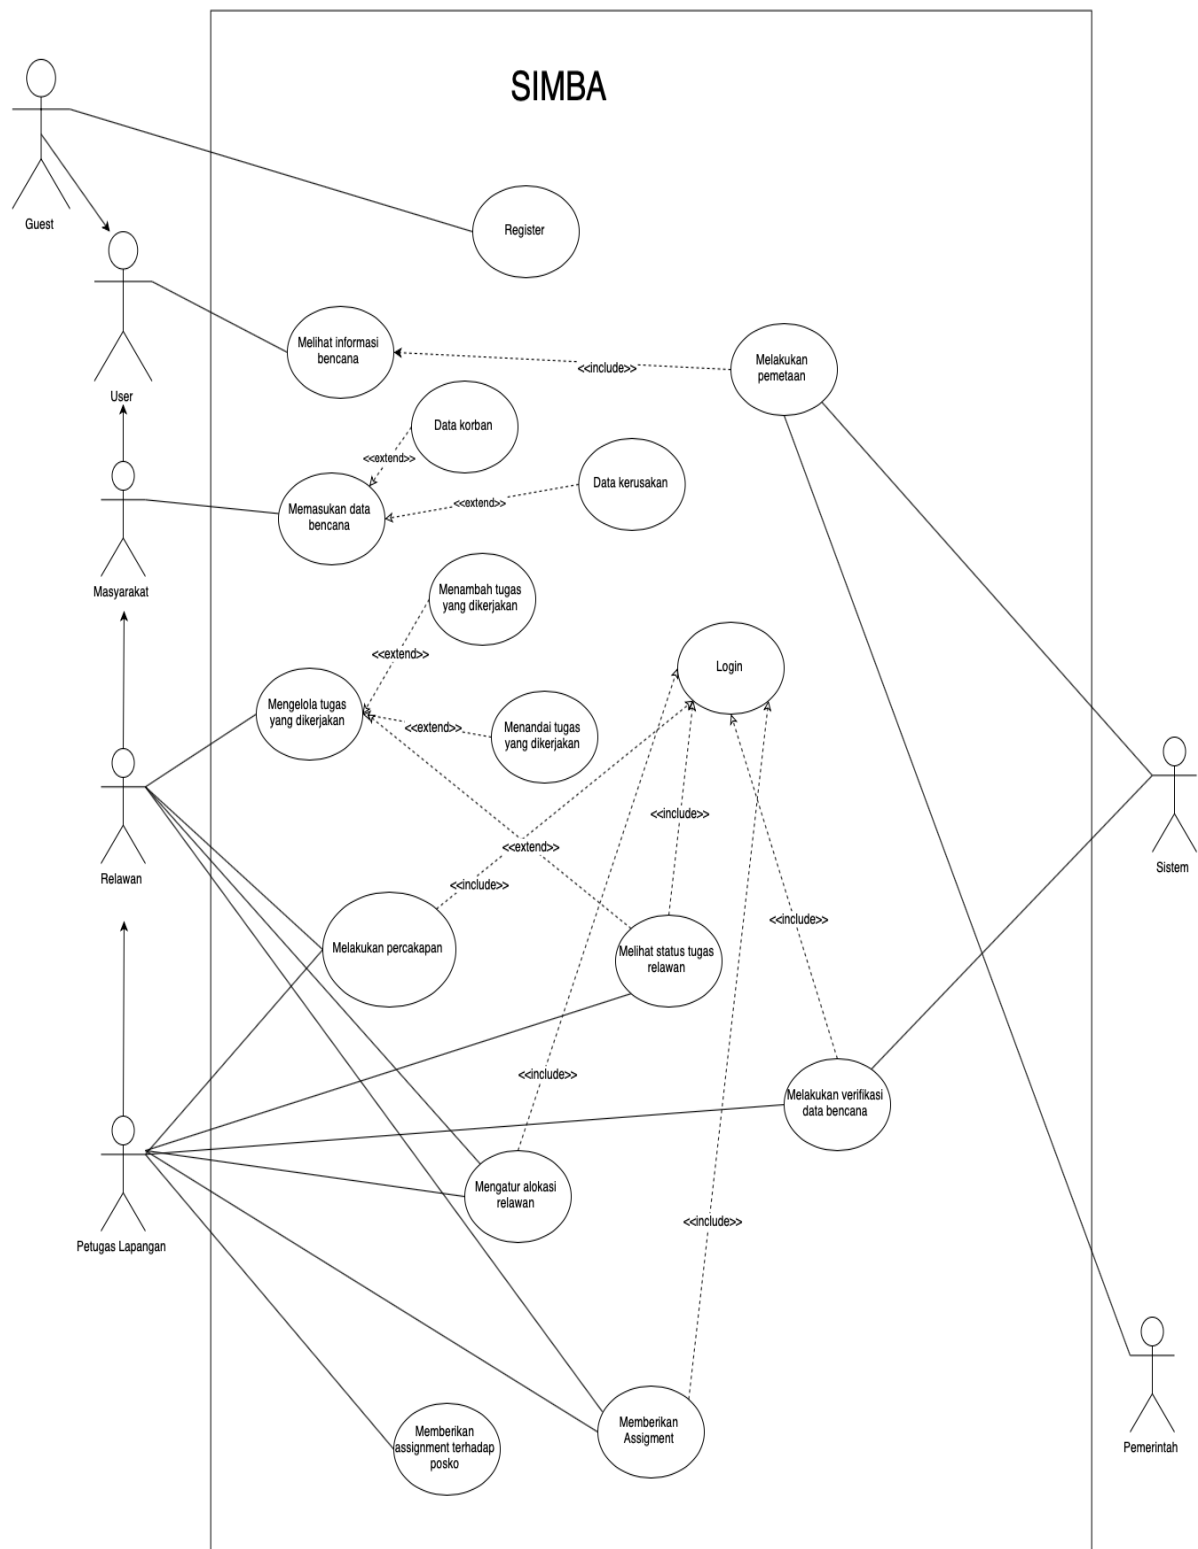 SIMBA
Guest
Register
User
Melihat informasi
bencana
<<include>>
Melakukan
pemetaan
Data korban
<<extend>>
Data kerusakan
<<extend>>
Memasukan data
bencana
Masyarakat
Menambah tugas
yang dikerjakan
<<extend>>
Login
Mengelola tugas
yang dikerjakan
<<extend>>
Menandai tugas
yang dikerjakan
<<include>>
<<extend>>
Relawan
Sistem
<<include>>
<<include>>
Melakukan percakapan
Melihat status tugas
relawan
<<include>>
Melakukan verifikasi
data bencana
Mengatur alokasi
relawan
<<include>>
Petugas Lapangan
Memberikan
assignment terhadap
posko
Memberikan
Assigment
Pemerintah